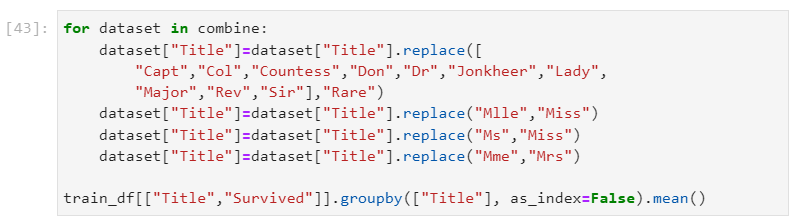 [43]: for dataset in combine:
    dataset["Title"]=dataset["Title"].replace([
        "Capt","Col","Countess","Don","Dr","Jonkheer","Lady",
        "Major","Rev","Sir"],"Rare")
    dataset["Title"]=dataset["Title"].replace("Mlle","Miss")
    dataset["Title"]=dataset["Title"].replace("Ms","Miss")
    dataset["Title"]=dataset["Title"].replace("Mme","Mrs")
train_df[["Title","Survived"]].groupby(["Title"], as_index=False).mean()